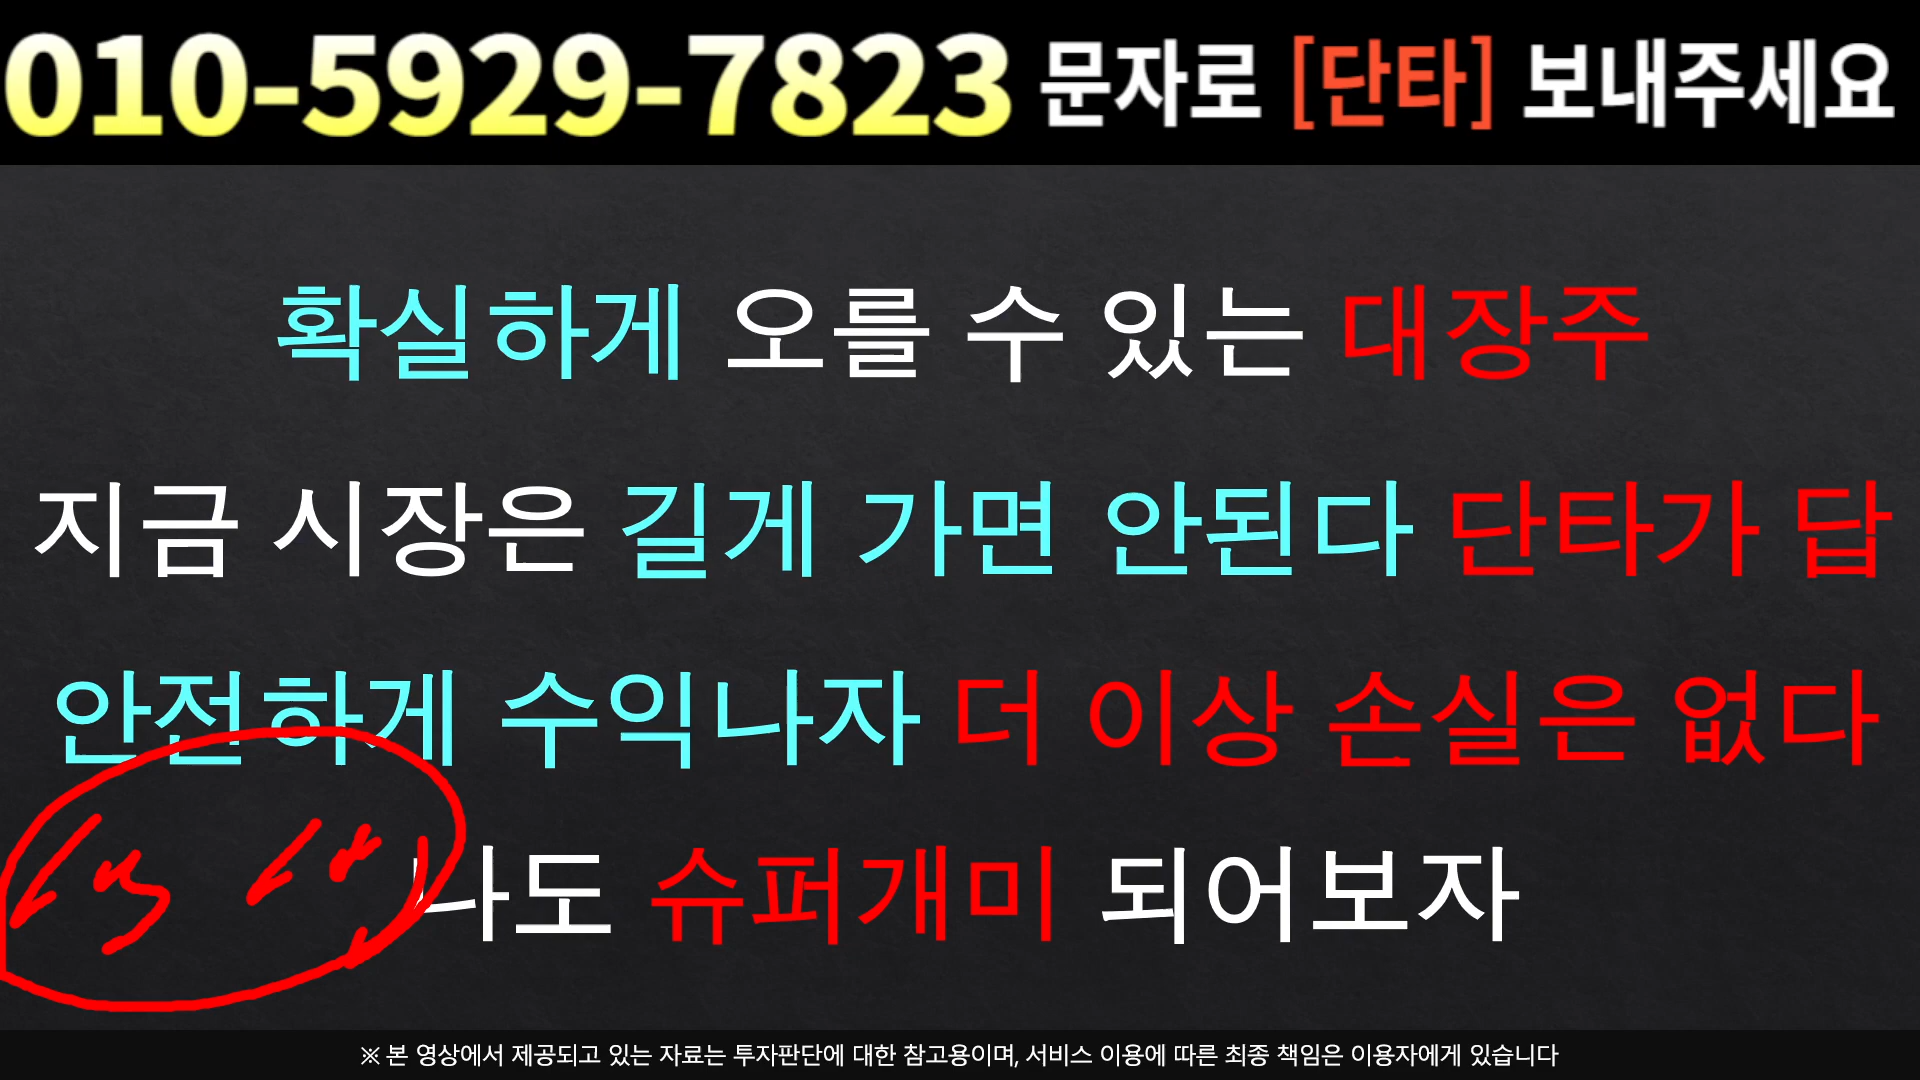 010-5929-7823 문자로 [단타] 보내주세요
확실하게 오를 수 있는 대장주
지금 시장은 길게 가면 안된다 단타가 답
안전하게 수익나자 더 이상 손실은 없다
나도 슈퍼개미 되어보자
※ 본 영상에서 제공되고 있는 자료는 투자판단에 대한 참고용이며, 서비스 이용에 따른 최종 책임은 이용자에게 있습니다